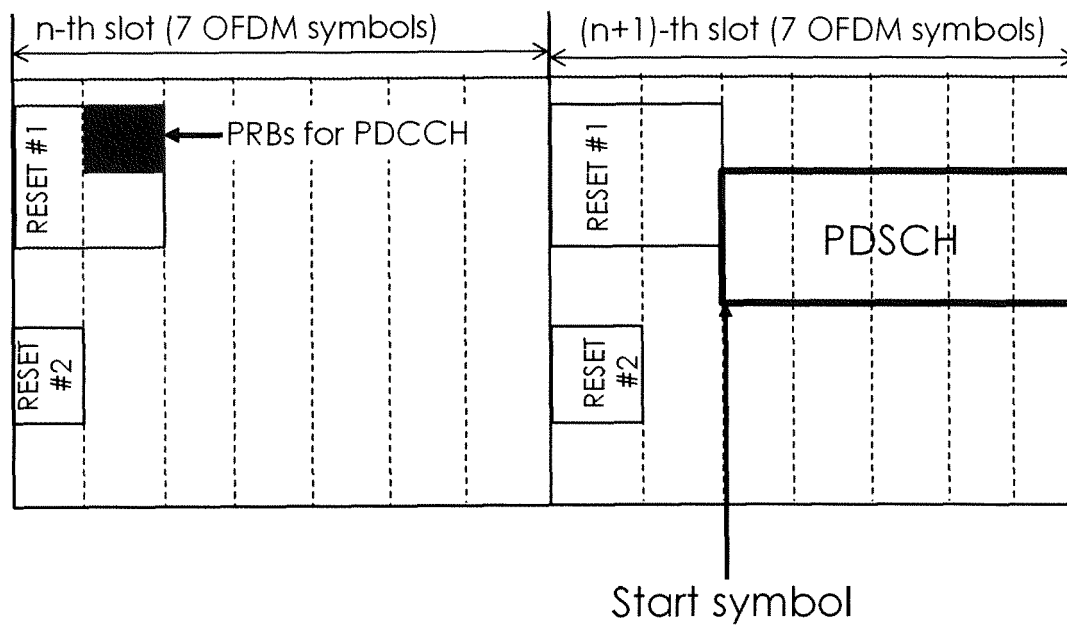 n-th slot (7 OFDM symbols)
(n+1)-th slot (7 OFDM symbols)
RESET #1
PRBs for PDCCH
RESET #1
PDSCH
RESET
#2
RESET
#2
Start symbol